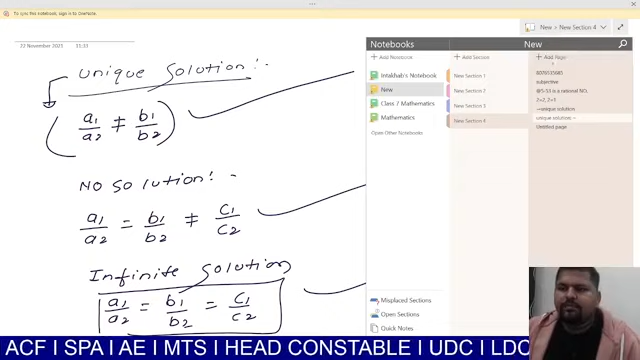 To sync this notebook, sign in to OneNote.
New > New Section 4
22 November 2021 11:33
unique solution!-
a1/a2 ≠ b1/b2
NO solution!-
a1/a2 = b1/b2 ≠ c1/c2
Infinite solution
a1/a2 = b1/b2 = c1/c2
Notebooks
New
+ Add Notebook
+ Add Section
+ Add Page
Intakhab's Notebook
New
Class 7 Mathematics
Mathematics
Open Other Notebooks
New Section 1
New Section 2
New Section 3
New Section 4
8076535685
subjective
2=2, 2=1
unique solution
Untitled page
Misplaced Sections
Open Sections
Quick Notes
ACF I SPA I AE I MTS I HEAD CONSTABLE I UDC I LDC